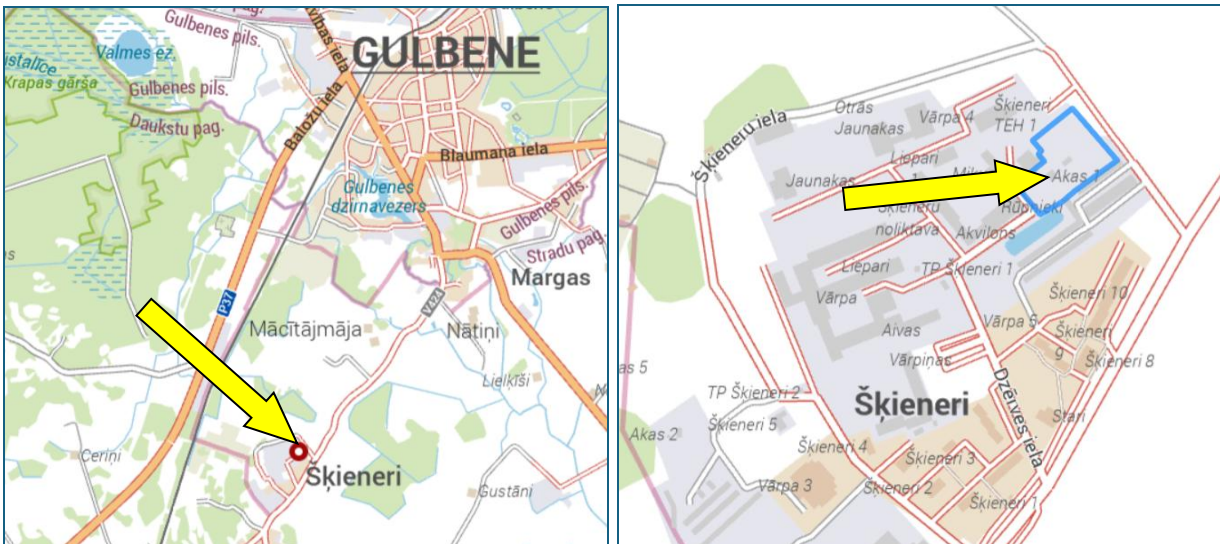 Gulbenes pils.
Valmes ez.
Krapas gārša
Gulbenes pils.
Daukstu pag.
GULBENE
Baložu iela
Blaumaņa iela
Gulbenes
dzirnavezers
Gulbenes pils.
Stradu pag.
Margas
P37
V424
Mācītājmāja
Nātiņi
Lielķīši
Ceriņi
Šķieneri
Gustāni
Šķieneru iela
Otrās
Jaunakas
Vārpa 4
Šķieneri
TEH 1
Liepari
Jaunakas
Akas 1
Rūpnieki
Šķieneru
noliktava
Akvilons
Liepari
TP Šķieneri 1
Vārpa
Šķieneri 10
Aivas
Vārpa 5
Šķieneri
9
Vārpiņas
Šķieneri 8
TP Šķieneri 2
Šķieneri
Dzērves iela
Šķieneri 5
Stari
Akas 2
Šķieneri 4
Šķieneri 3
Vārpa 3
Šķieneri 2
Šķieneri 1